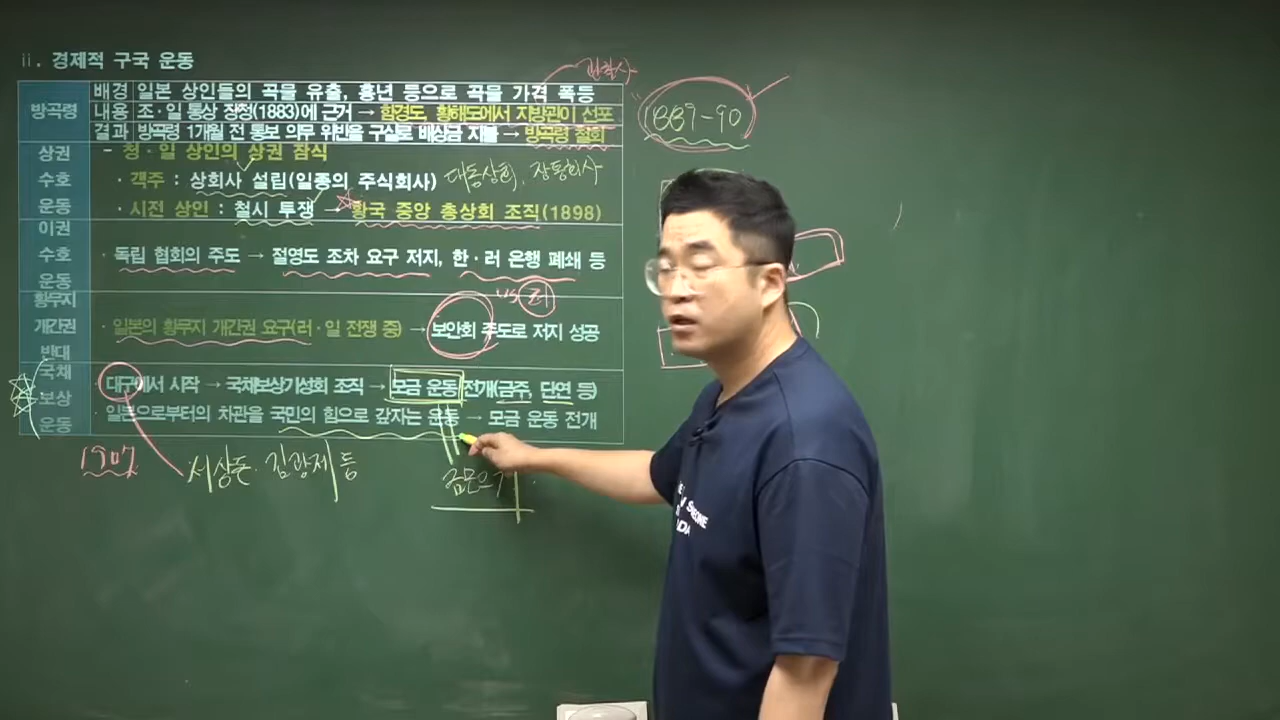 ii. 경제적 구국 운동
관찰사
방곡령
배경 일본 상인들의 곡물 유출, 흉년 등으로 곡물 가격 폭등
내용 조·일 통상 장정(1883)에 근거 → 함경도, 황해도에서 지방관이 선포
결과 방곡령 1개월 전 통보 의무 위반을 구실로 배상금 지불 → 방곡령 철회
1889-90
상권
수호
운동
- 청·일 상인의 상권 잠식
· 객주 : 상회사 설립(일종의 주식회사) 대동상회, 장통회사
· 시전 상인 : 철시 투쟁 → 황국 중앙 총상회 조직(1898)
이권
수호
운동
· 독립 협회의 주도 → 절영도 조차 요구 저지, 한·러 은행 폐쇄 등
황무지
개간권
반대
vs 러
· 일본의 황무지 개간권 요구(러·일 전쟁 중) → 보안회 주도로 저지 성공
국채
보상
운동
· 대구에서 시작 → 국채보상기성회 조직 → 모금 운동 전개(금주, 단연 등)
· 일본으로부터의 차관을 국민의 힘으로 갚자는 운동 → 모금 운동 전개
1907
서상돈·김광제 등